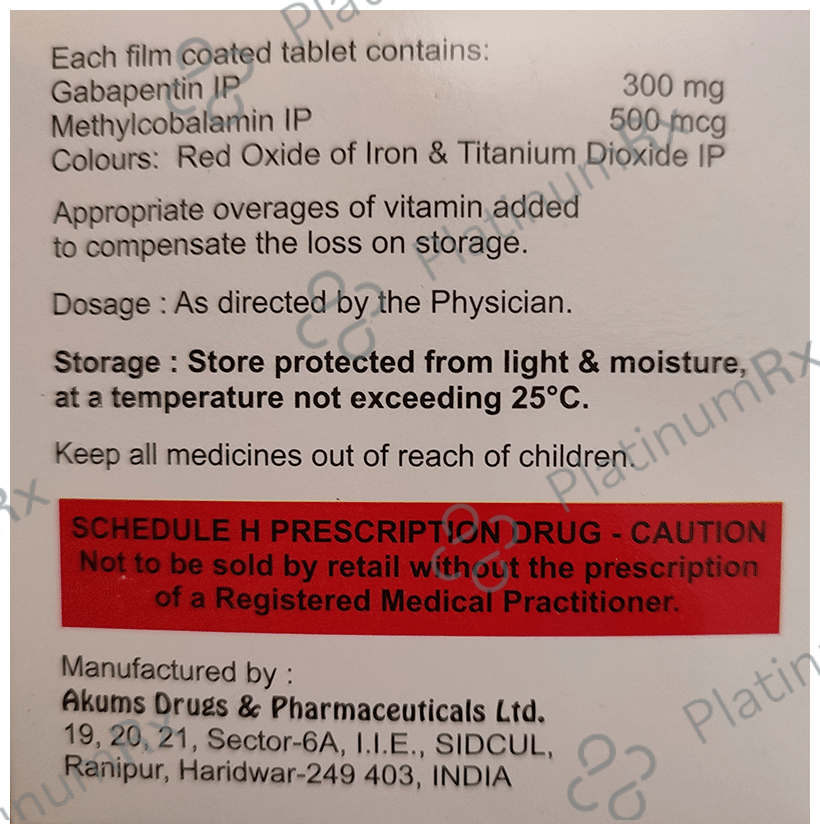 Each film coated tablet contains:
Gabapentin IP 300 mg
Methylcobalamin IP 500 mcg
Colours: Red Oxide of Iron & Titanium Dioxide IP
Appropriate overages of vitamin added
to compensate the loss on storage.
Dosage : As directed by the Physician.
Storage : Store protected from light & moisture,
at a temperature not exceeding 25°C.
Keep all medicines out of reach of children.
SCHEDULE H PRESCRIPTION DRUG - CAUTION
Not to be sold by retail without the prescription
of a Registered Medical Practitioner.
Manufactured by :
Akums Drugs & Pharmaceuticals Ltd.
19, 20, 21, Sector-6A, I.I.E., SIDCUL,
Ranipur, Haridwar-249 403, INDIA
PlatinumRx
PlatinumRx